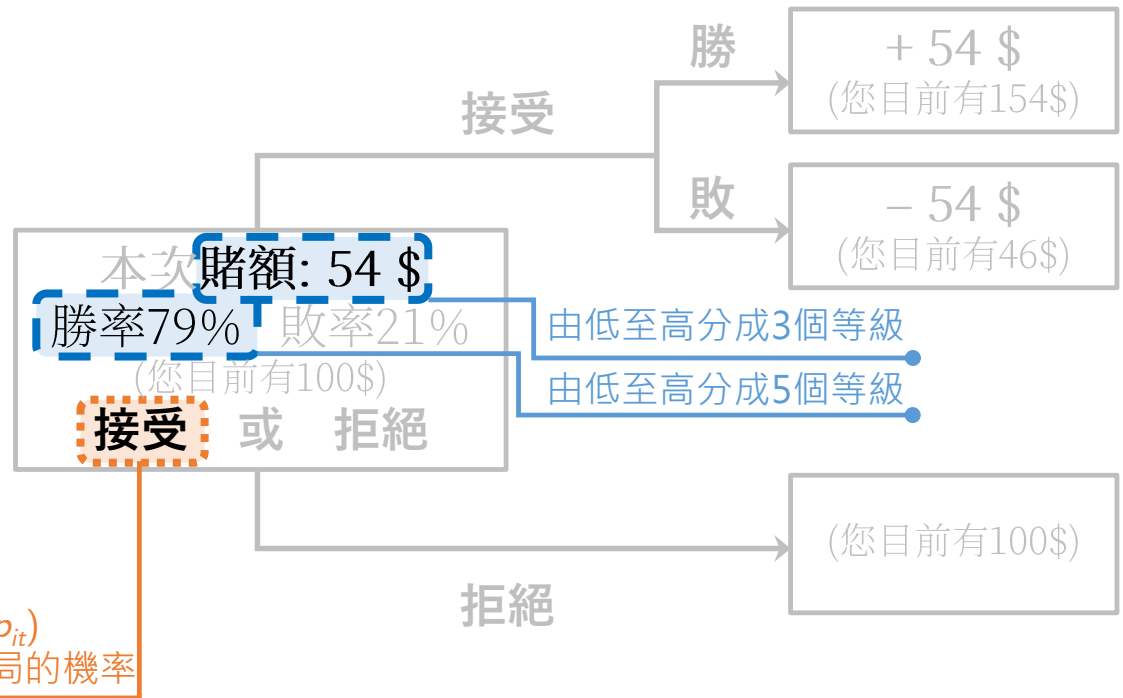 勝
+ 54 $
(您目前有154$)
接受
敗
– 54 $
(您目前有46$)
本次賭額: 54 $
勝率79% 敗率21%
(您目前有100$)
接受 或 拒絕
由低至高分成3個等級
由低至高分成5個等級
(您目前有100$)
拒絕
pit)
局的機率